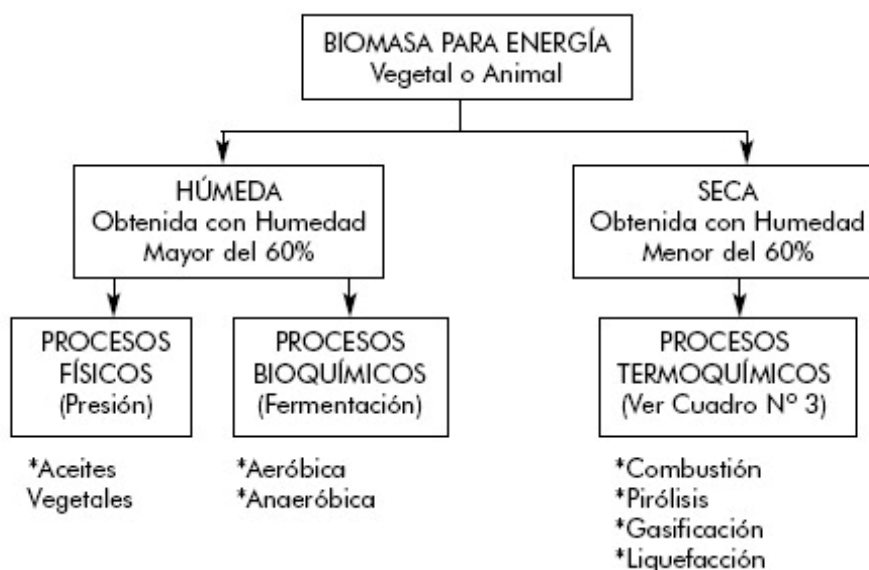 BIOMASA PARA ENERGÍA
Vegetal o Animal
HÚMEDA
Obtenida con Humedad
Mayor del 60%
SECA
Obtenida con Humedad
Menor del 60%
PROCESOS
FÍSICOS
(Presión)
PROCESOS
BIOQUÍMICOS
(Fermentación)
PROCESOS
TERMOQUÍMICOS
(Ver Cuadro Nº 3)
*Aceites
Vegetales
*Aeróbica
*Anaeróbica
*Combustión
*Pirólisis
*Gasificación
*Liquefacción